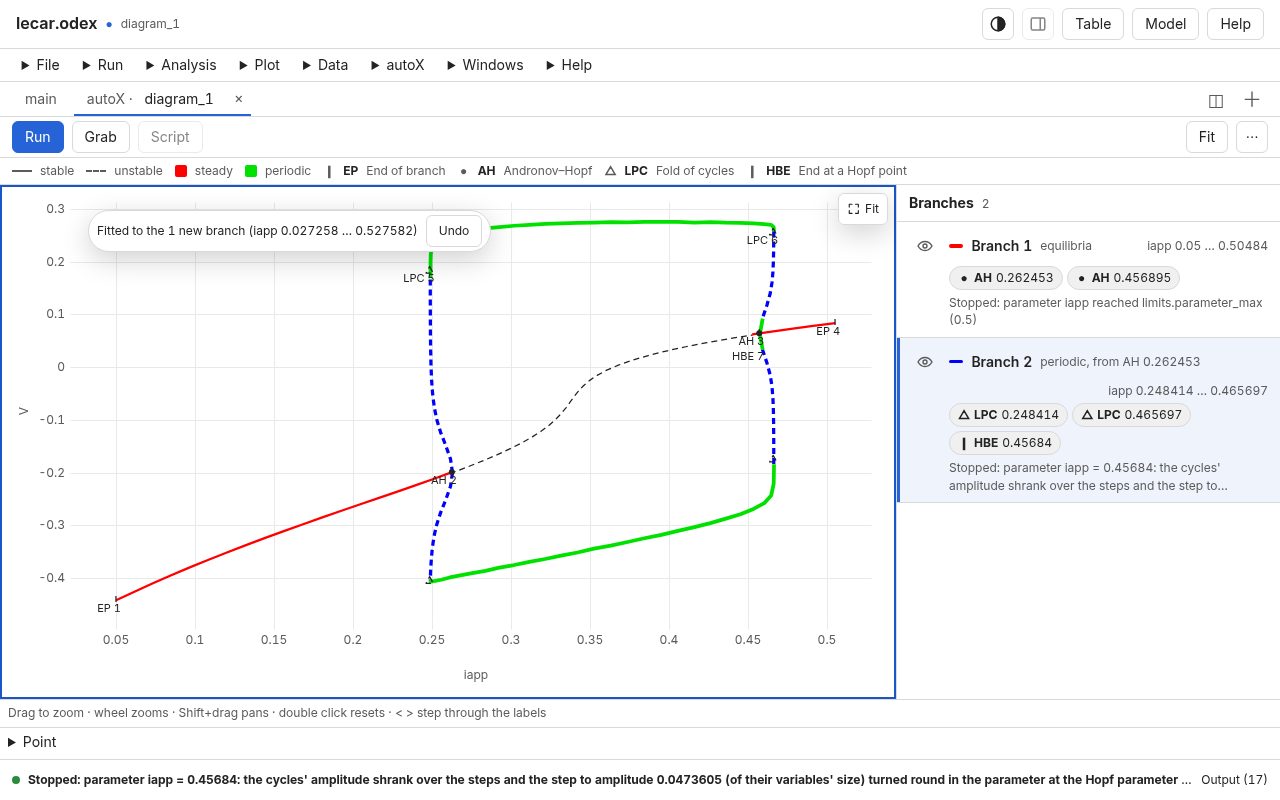 lecar.odex • diagram_1
Table
Model
Help
File
Run
Analysis
Plot
Data
autoX
Windows
Help
main
autoX · diagram_1 ×
Run
Grab
Script
Fit
...
stable
unstable
steady
periodic
EP End of branch
AH Andronov–Hopf
LPC Fold of cycles
HBE End at a Hopf point
Fitted to the 1 new branch (iapp 0.027258 ... 0.527582)
Undo
Fit
0.3
0.2
0.1
0
-0.1
-0.2
-0.3
-0.4
V
LPC 5
LPC 6
AH 3
HBE 7
EP 4
AH 2
EP 1
0.05
0.1
0.15
0.2
0.25
0.3
0.35
0.4
0.45
0.5
iapp
Branches 2
Branch 1 equilibria iapp 0.05 ... 0.50484
AH 0.262453
AH 0.456895
Stopped: parameter iapp reached limits.parameter_max
(0.5)
Branch 2 periodic, from AH 0.262453
iapp 0.248414 ... 0.465697
LPC 0.248414
LPC 0.465697
HBE 0.45684
Stopped: parameter iapp = 0.45684: the cycles'
amplitude shrank over the steps and the step to...
Drag to zoom · wheel zooms · Shift+drag pans · double click resets · < > step through the labels
Point
Stopped: parameter iapp = 0.45684: the cycles' amplitude shrank over the steps and the step to amplitude 0.0473605 (of their variables' size) turned round in the parameter at the Hopf parameter ...
Output (17)